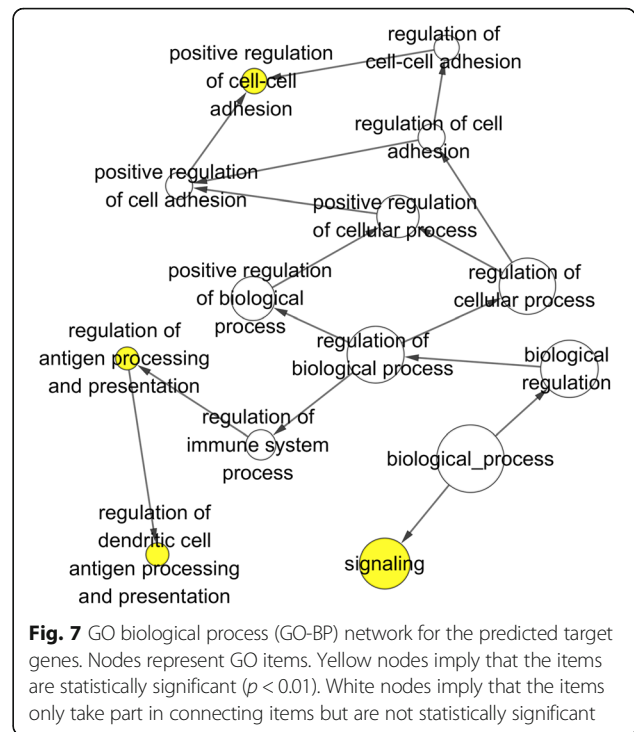 regulation of
cell-cell adhesion
positive regulation
of cell-cell
adhesion
regulation of cell
adhesion
positive regulation
of cell adhesion
positive regulation
of cellular process
positive regulation
of biological
process
regulation of
cellular process
regulation of
antigen processing
and presentation
regulation of
biological process
biological
regulation
regulation of
immune system
process
biological_process
regulation of
dendritic cell
antigen processing
and presentation
signaling
Fig. 7 GO biological process (GO-BP) network for the predicted target
genes. Nodes represent GO items. Yellow nodes imply that the items
are statistically significant (p < 0.01). White nodes imply that the items
only take part in connecting items but are not statistically significant